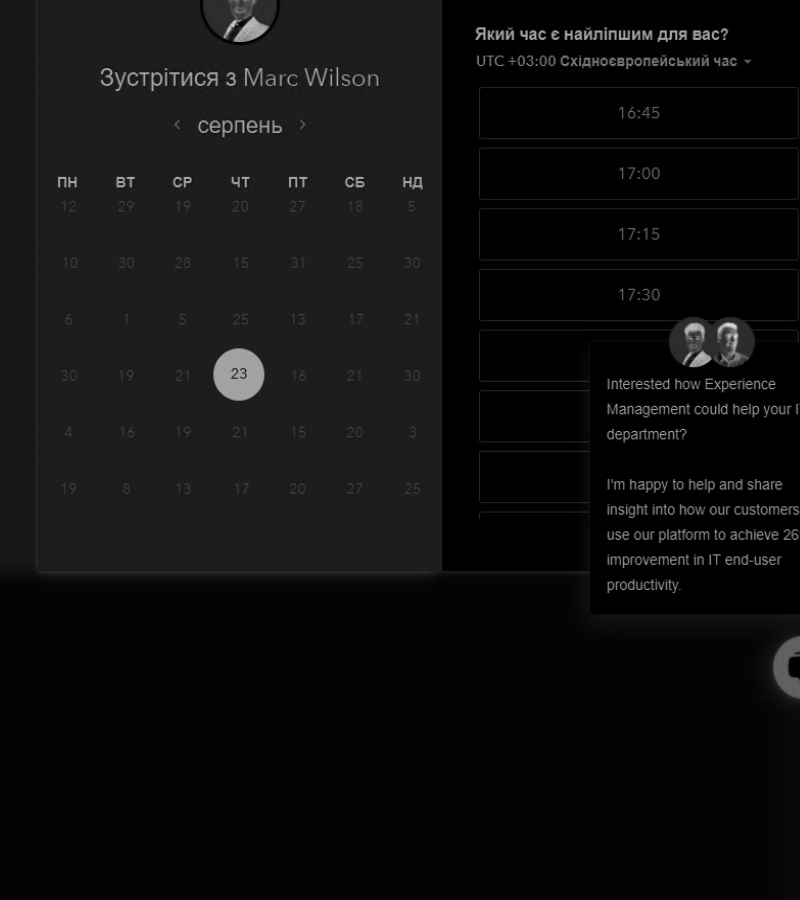 Зустрітися з Marc Wilson
серпень
ПН ВТ СР ЧТ ПТ СБ НД
12 29 19 20 27 18 5
10 30 28 15 31 25 30
6 1 5 25 13 17 21
30 19 21 23 16 21 30
4 16 19 21 15 20 3
19 8 13 17 20 27 25
Який час є найліпшим для вас?
UTC +03:00 Східноєвропейський час
16:45
17:00
17:15
17:30
Interested how Experience
Management could help your
department?
I'm happy to help and share
insight into how our customers
use our platform to achieve 26
improvement in IT end-user
productivity.